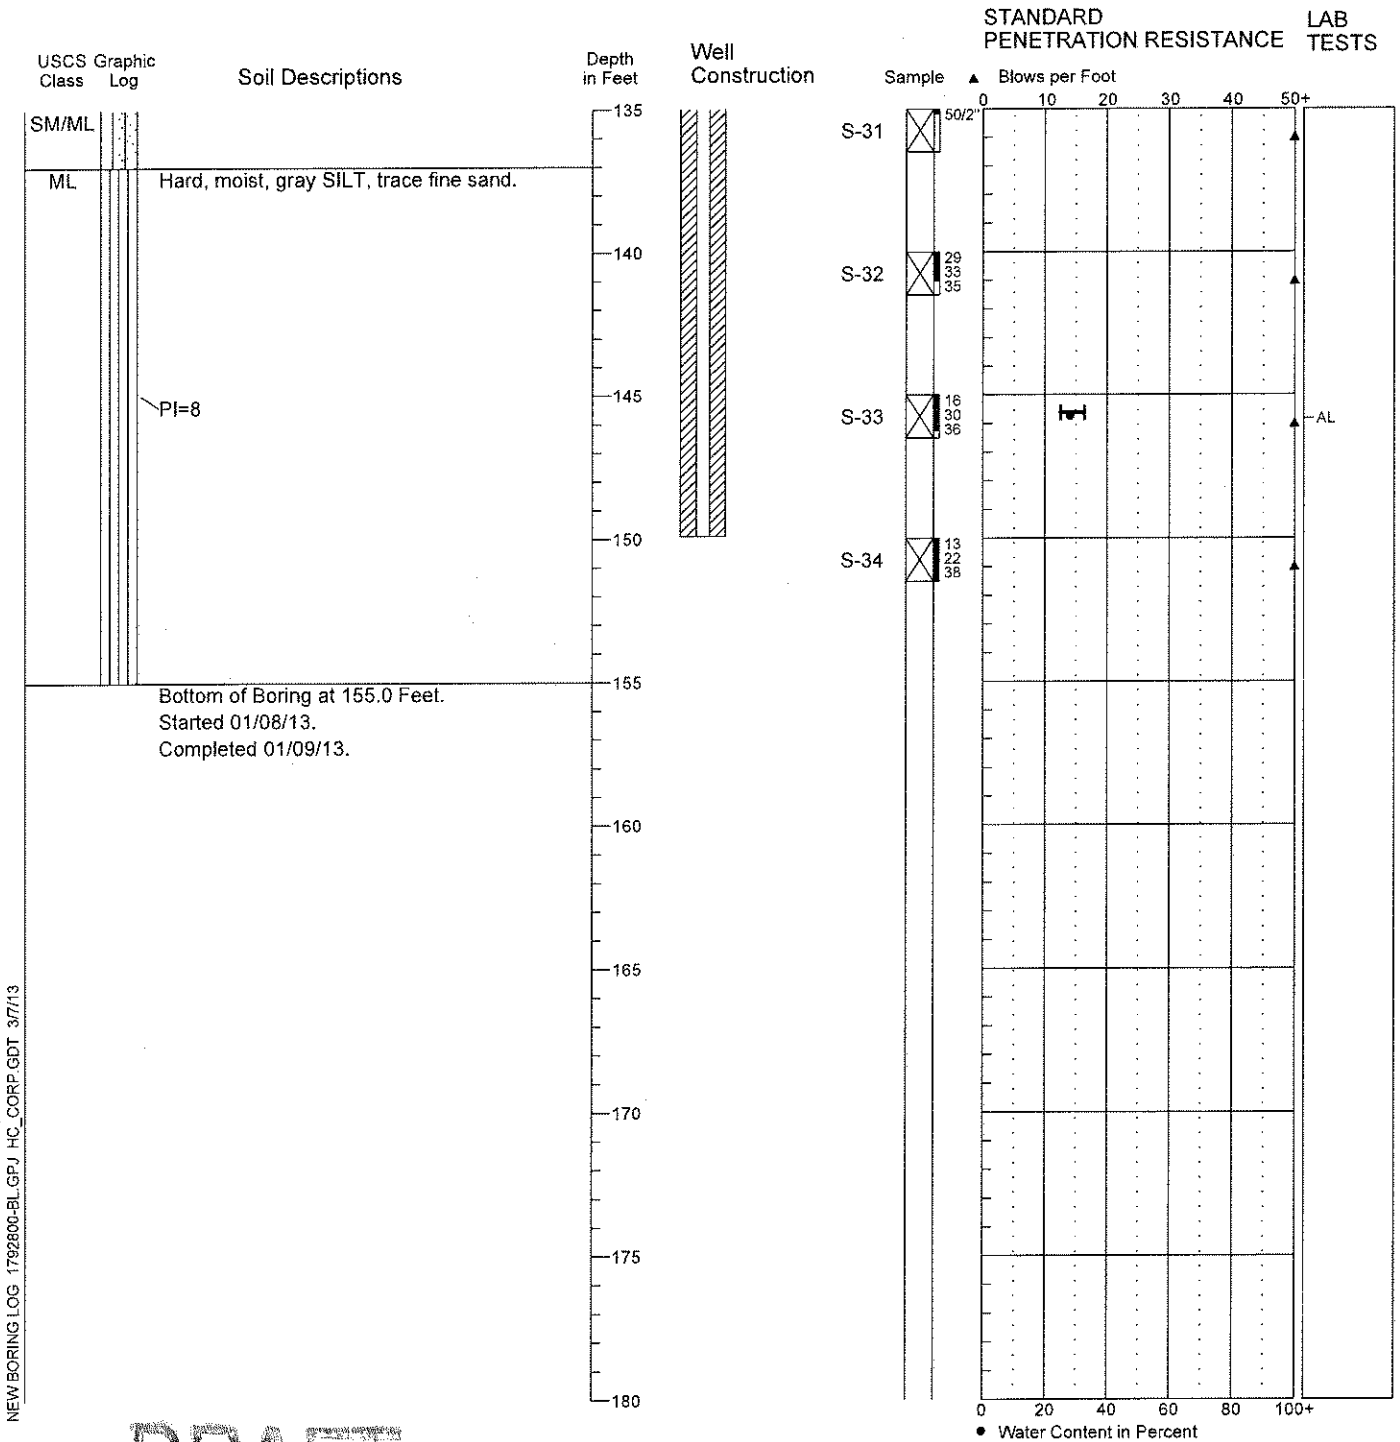 STANDARD
PENETRATION RESISTANCE
LAB
TESTS
USCS Graphic
Class Log
Soil Descriptions
Depth
in Feet
Well
Construction
Sample
▲ Blows per Foot
0 10 20 30 40 50+
SM/ML
135
S-31
50/2"
ML
Hard, moist, gray SILT, trace fine sand.
140
S-32
29
33
35
145
PI=8
S-33
16
30
36
AL
150
S-34
13
22
38
155
Bottom of Boring at 155.0 Feet.
Started 01/08/13.
Completed 01/09/13.
160
165
170
175
180
0 20 40 60 80 100+
● Water Content in Percent
NEW BORING LOG 1792800-BL.GPJ HC_CORP.GDT 3/7/13
DRAFT